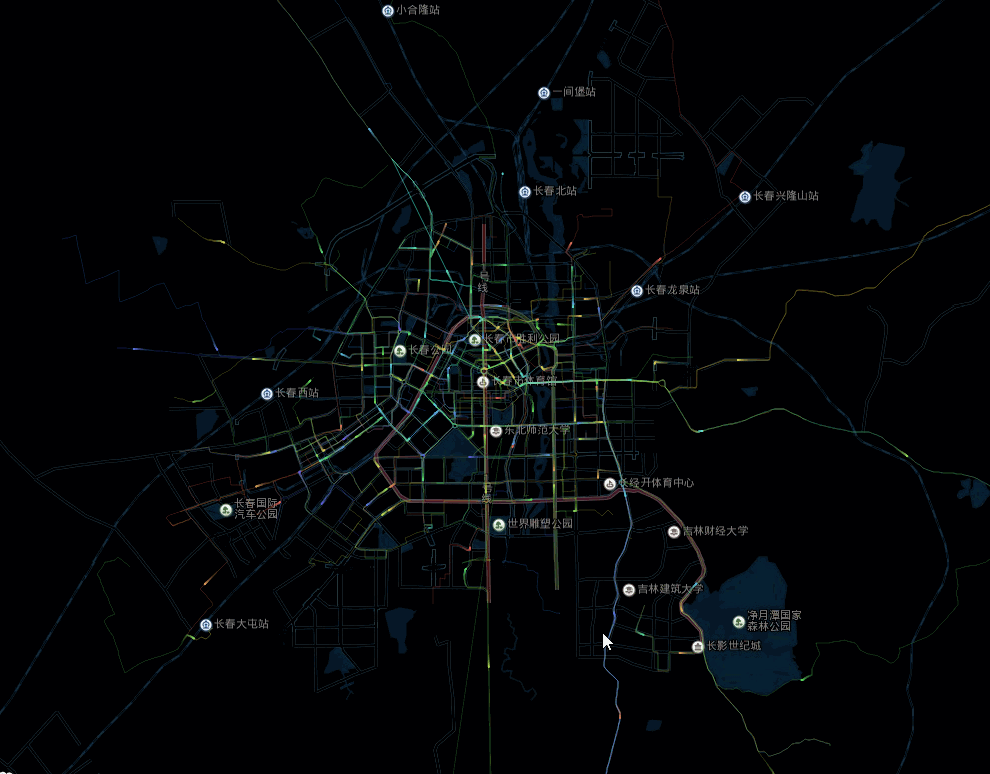 小合隆站
一间堡站
长春北站
长春兴隆山站
号
线
长春龙泉站
长春市胜利公园
长春公园
长春市体育馆
长春西站
东北师范大学
长经开体育中心
号
线
长春国际
汽车公园
世界雕塑公园
吉林财经大学
吉林建筑大学
净月潭国家
森林公园
长春大屯站
长影世纪城